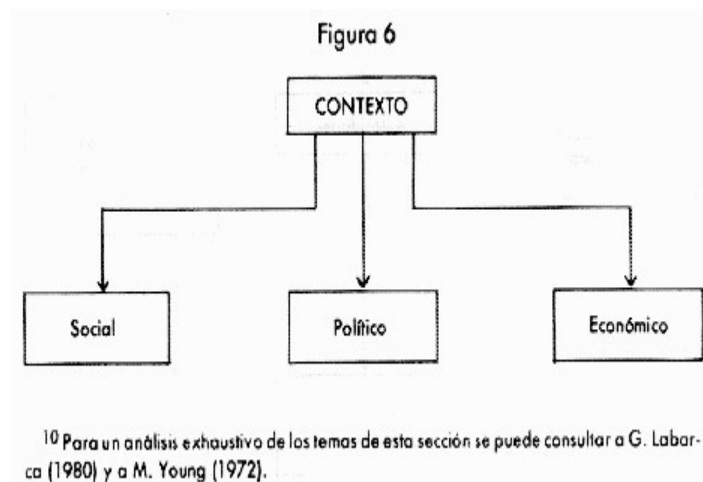 Figura 6
CONTEXTO
Social
Político
Económico
10 Para un análisis exhaustivo de los temas de esta sección se puede consultar a G. Labar-
ca (1980) y a M. Young (1972).